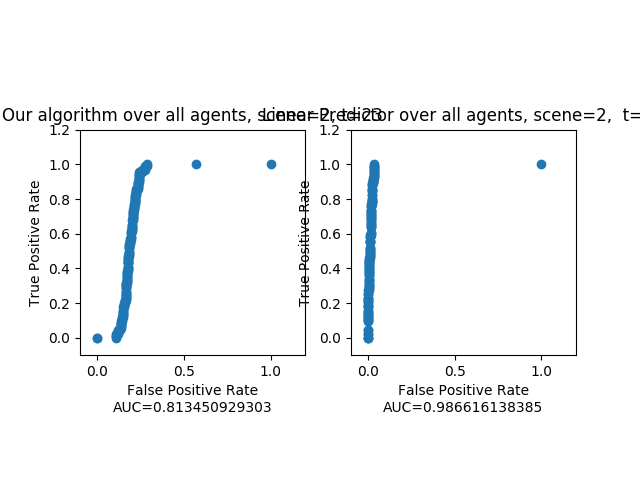 Our algorithm over all agents, scene=2, t=23
Linear Predictor over all agents, scene=2, t=
1.2
1.0
0.8
0.6
0.4
0.2
0.0
True Positive Rate
0.0 0.5 1.0
False Positive Rate
AUC=0.813450929303
1.2
1.0
0.8
0.6
0.4
0.2
0.0
True Positive Rate
0.0 0.5 1.0
False Positive Rate
AUC=0.986616138385